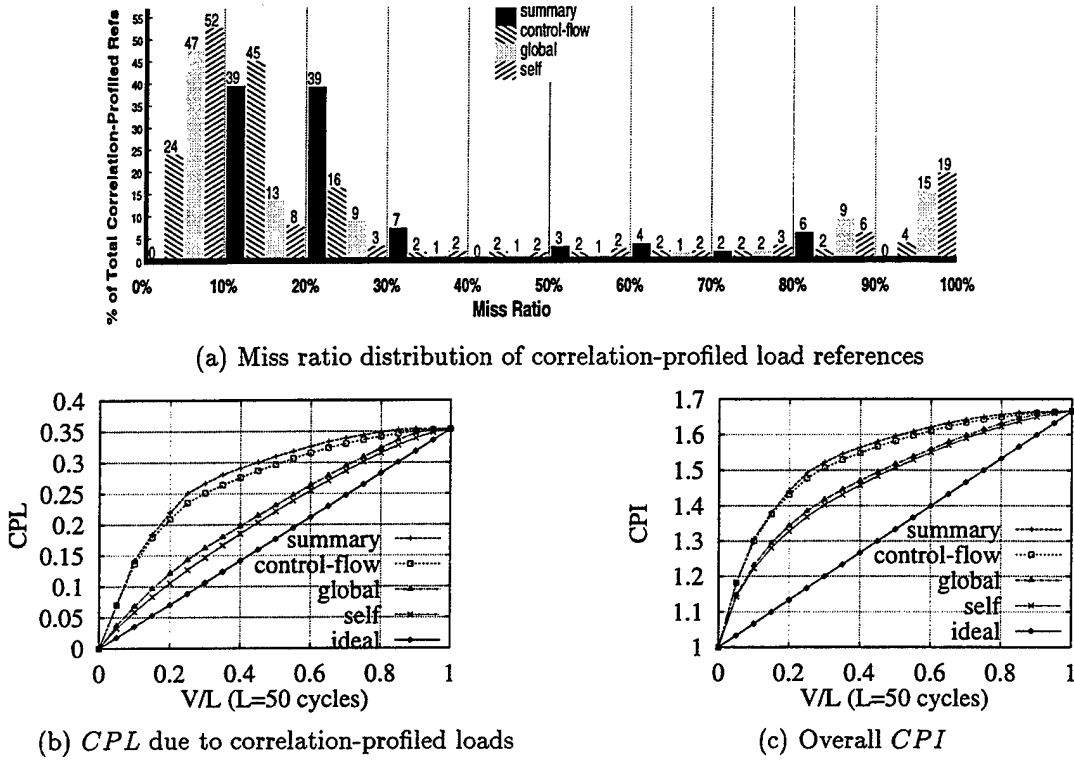 % of Total Correlation-Profiled Refs
55
50
45
40
35
30
25
20
15
10
5
0
summary
control-flow
global
self
0 24 47 52 39 45 13 8 39 16 9 3 7 2 1 2 0 2 1 2 3 2 1 2 4 2 1 2 2 2 2 3 6 2 9 6 0 4 15 19
0% 10% 20% 30% 40% 50% 60% 70% 80% 90% 100%
Miss Ratio
(a) Miss ratio distribution of correlation-profiled load references
CPL
0.4
0.35
0.3
0.25
0.2
0.15
0.1
0.05
0
summary
control-flow
global
self
ideal
0 0.2 0.4 0.6 0.8 1
V/L (L=50 cycles)
(b) CPL due to correlation-profiled loads
CPI
1.7
1.6
1.5
1.4
1.3
1.2
1.1
1
summary
control-flow
global
self
ideal
0 0.2 0.4 0.6 0.8 1
V/L (L=50 cycles)
(c) Overall CPI